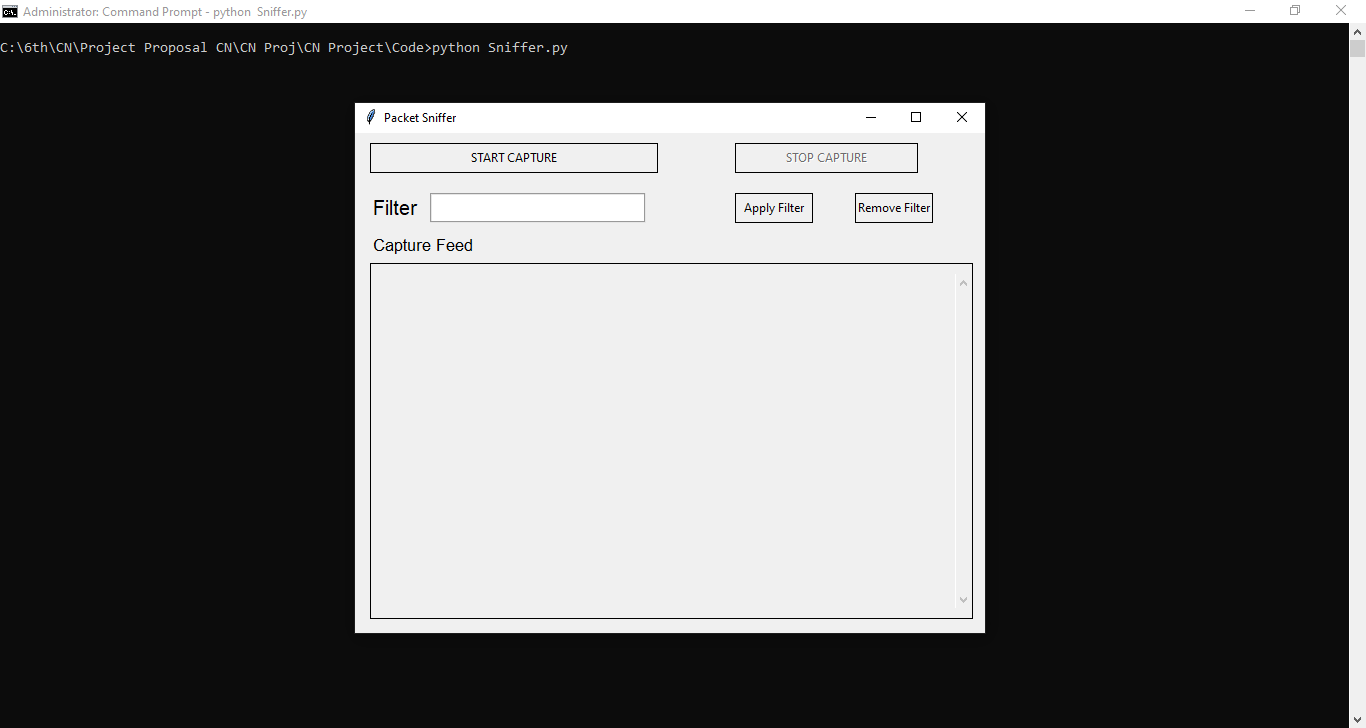 Administrator: Command Prompt - python  Sniffer.py
C:\6th\CN\Project Proposal CN\CN Proj\CN Project\Code>python Sniffer.py
Packet Sniffer
START CAPTURE
STOP CAPTURE
Filter
Apply Filter
Remove Filter
Capture Feed